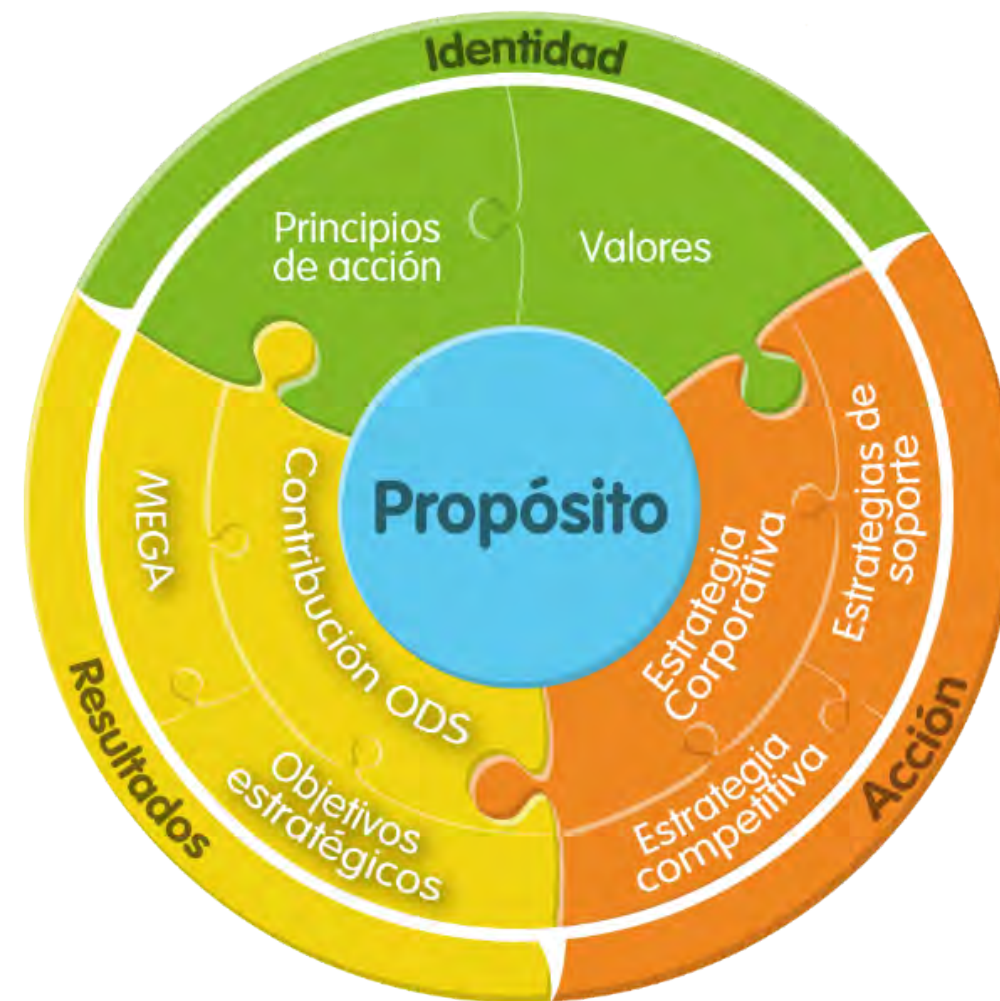 Identidad
Principios
de acción
Valores
Propósito
Estrategia
Corporativa
Estrategias de
soporte
Estrategia
competitiva
Acción
Contribución ODS
MEGA
Objetivos
estratégicos
Resultados